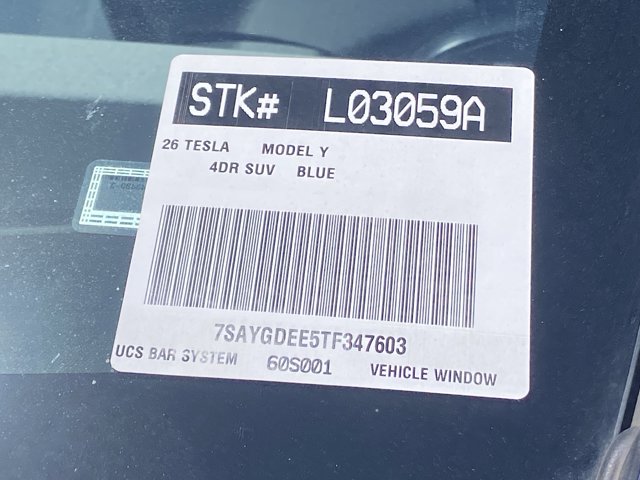 STK# L03059A
26 TESLA MODEL Y
4DR SUV BLUE
7SAYGDEE5TF347603
UCS BAR SYSTEM 60S001 VEHICLE WINDOW